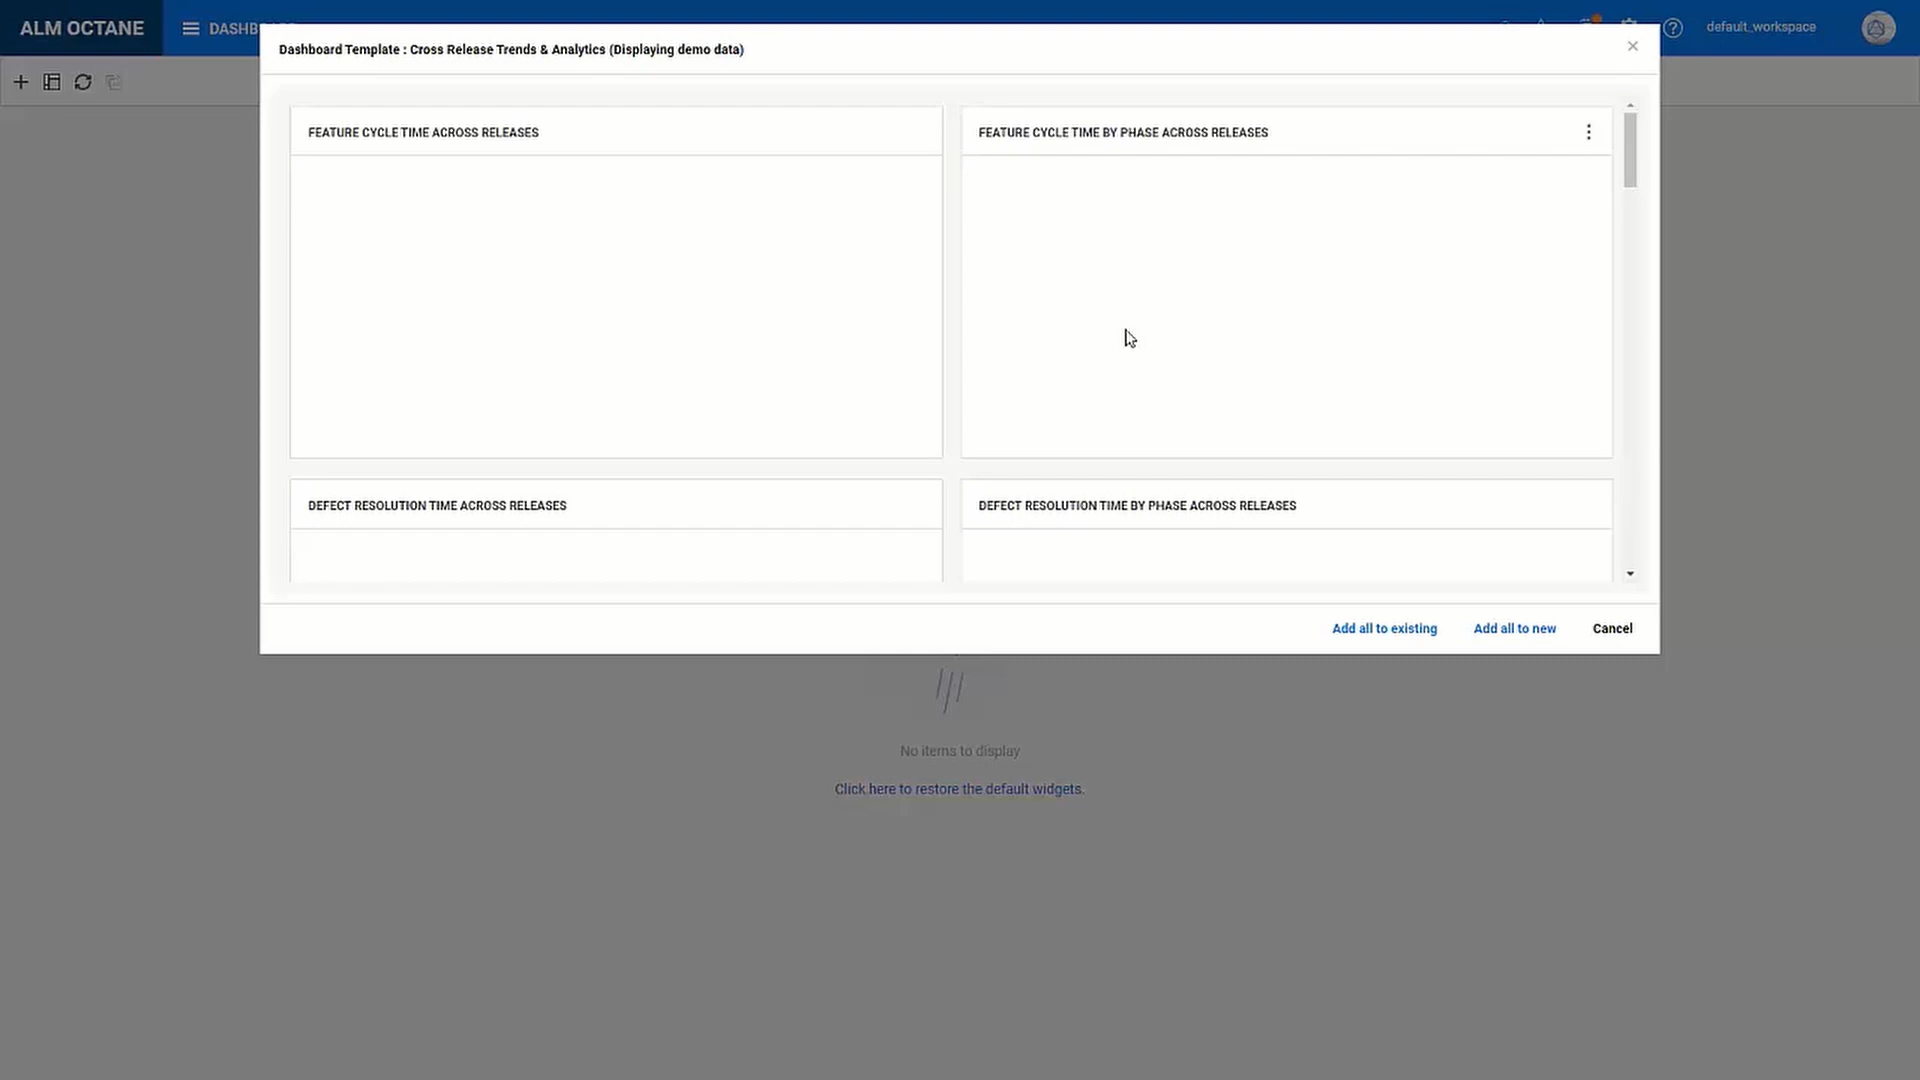 ALM OCTANE
DASHB
default_workspace
Dashboard Template : Cross Release Trends & Analytics (Displaying demo data)
FEATURE CYCLE TIME ACROSS RELEASES
FEATURE CYCLE TIME BY PHASE ACROSS RELEASES
DEFECT RESOLUTION TIME ACROSS RELEASES
DEFECT RESOLUTION TIME BY PHASE ACROSS RELEASES
Add all to existing
Add all to new
Cancel
No items to display
Click here to restore the default widgets.